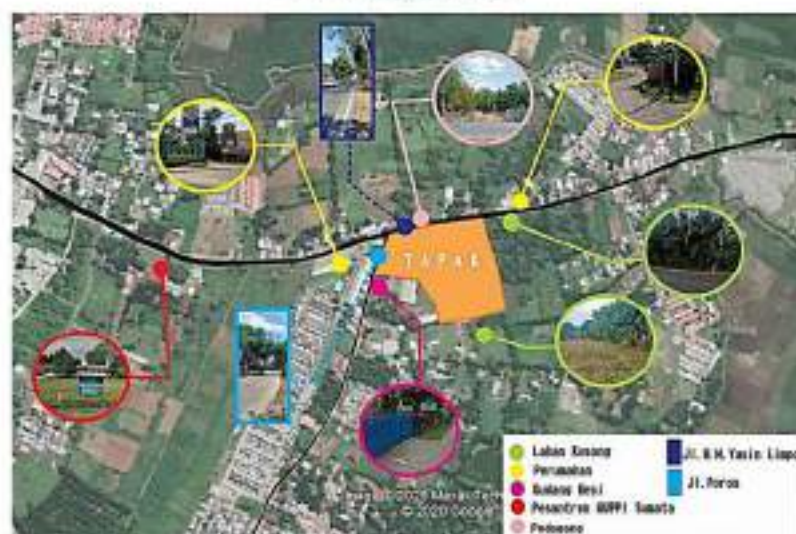 TAPAK
© 2020 Google
Lahan Kosong
Perumahan
Gudang Besi
Pesantren GUPPI Samata
Pedagang
Jl. H M. Yasin Limpo
Jl. Poros